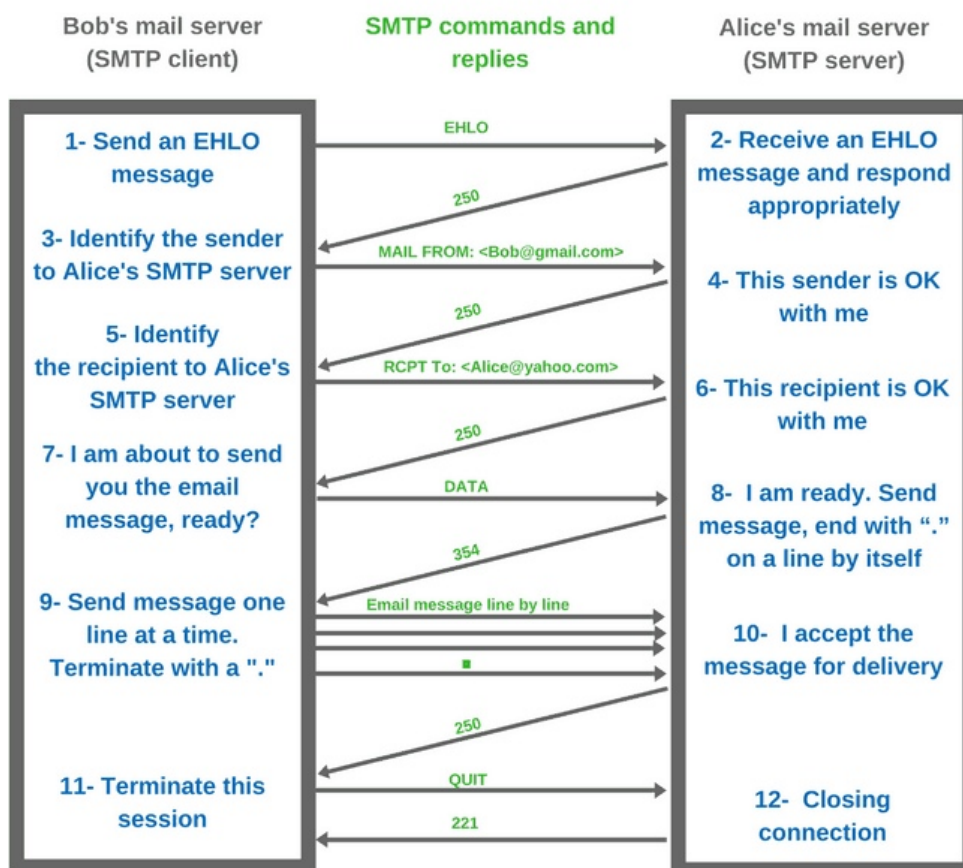 Bob's mail server
(SMTP client)
SMTP commands and
replies
Alice's mail server
(SMTP server)
1- Send an EHLO
message
EHLO
2- Receive an EHLO
message and respond
appropriately
250
3- Identify the sender
to Alice's SMTP server
MAIL FROM: <Bob@gmail.com>
4- This sender is OK
with me
250
5- Identify
the recipient to Alice's
SMTP server
RCPT To: <Alice@yahoo.com>
6- This recipient is OK
with me
250
7- I am about to send
you the email
message, ready?
DATA
8- I am ready. Send
message, end with “.”
on a line by itself
354
9- Send message one
line at a time.
Terminate with a "."
Email message line by line
.
10- I accept the
message for delivery
250
11- Terminate this
session
QUIT
12- Closing
connection
221